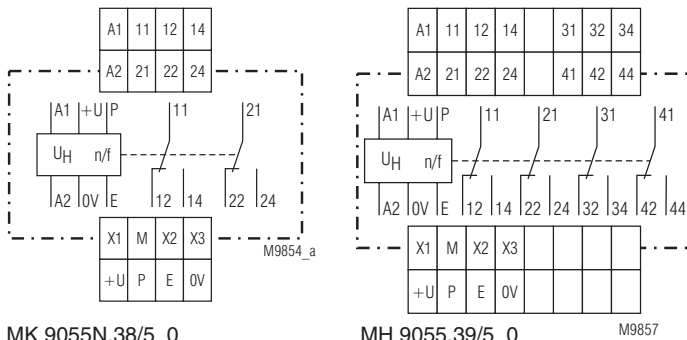 A1 11 12 14
A2 21 22 24
A1 +U P 11 21
UH n/f
A2 0V E 12 14 22 24
X1 M X2 X3
+U P E 0V
M9854_a
MK 9055N.38/5_0
A1 11 12 14 31 32 34
A2 21 22 24 41 42 44
A1 +U P 11 21 31 41
UH n/f
A2 0V E 12 14 22 24 32 34 42 44
X1 M X2 X3
+U P E 0V
M9857
MH 9055.39/5_0